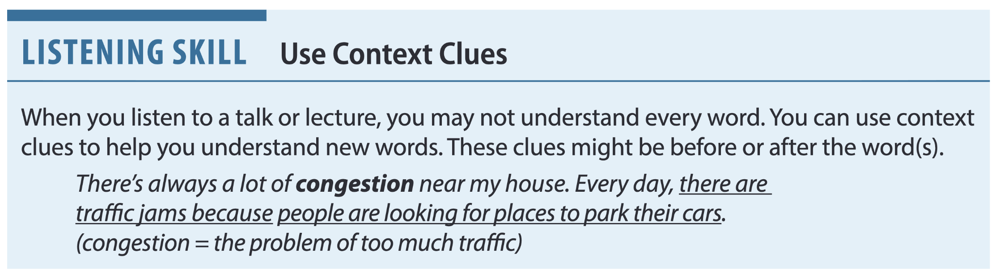 LISTENING SKILL Use Context Clues
When you listen to a talk or lecture, you may not understand every word. You can use context
clues to help you understand new words. These clues might be before or after the word(s).
There’s always a lot of congestion near my house. Every day, there are
traffic jams because people are looking for places to park their cars.
(congestion = the problem of too much traffic)